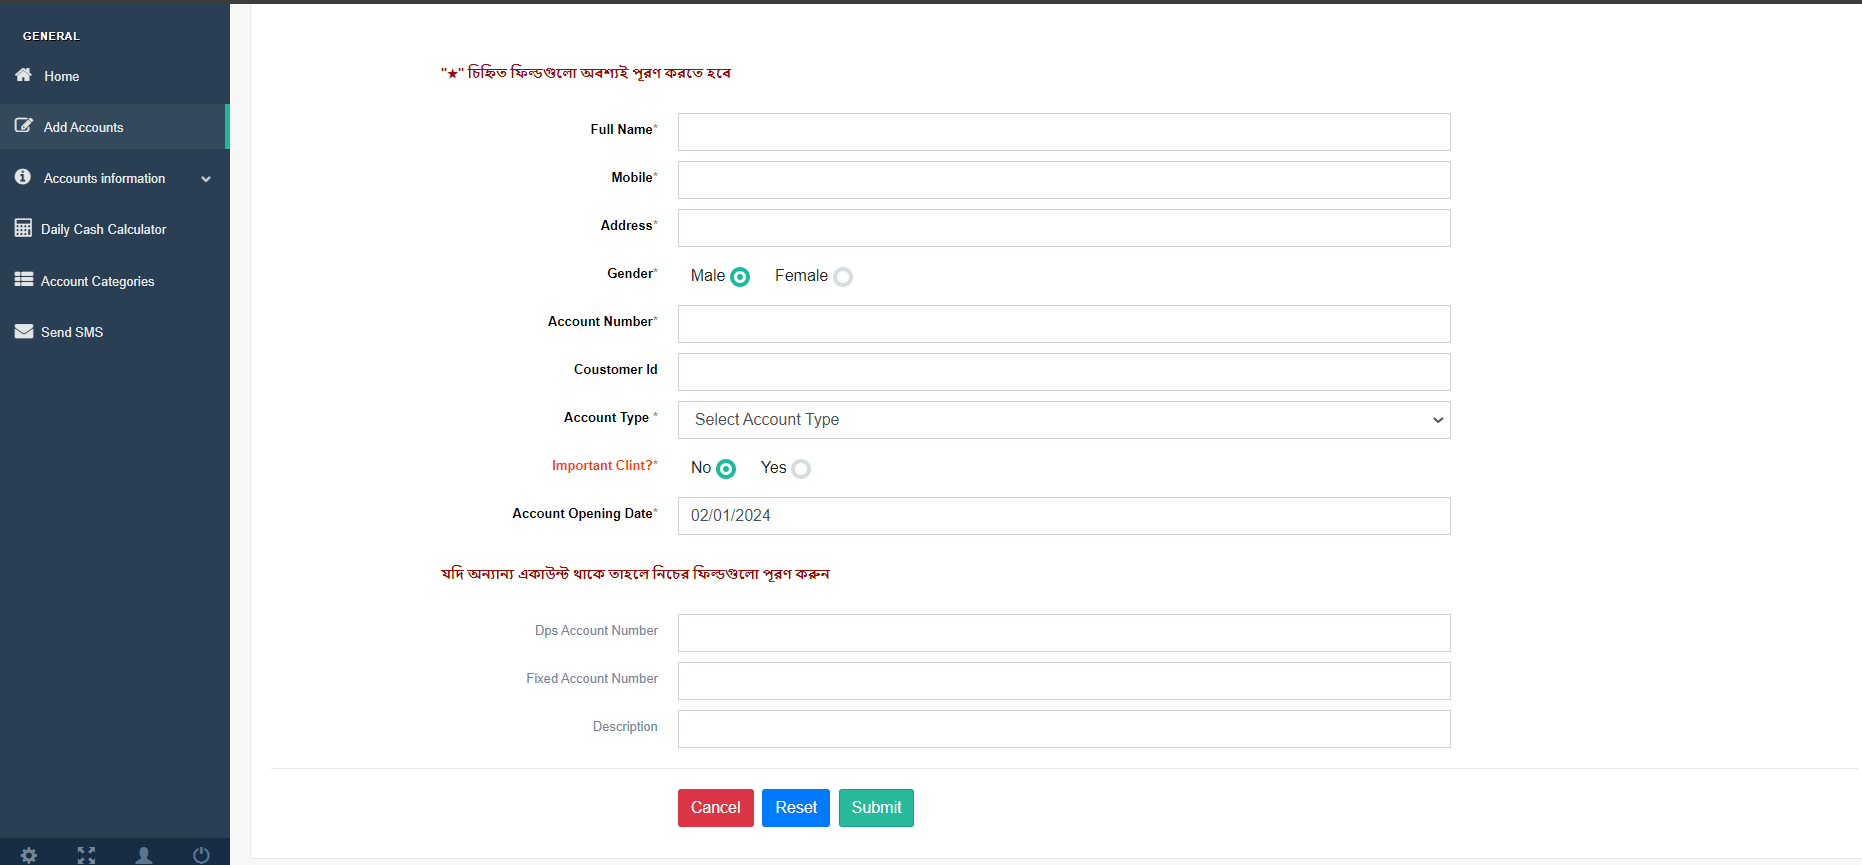 GENERAL
Home
Add Accounts
Accounts information
Daily Cash Calculator
Account Categories
Send SMS
"★" চিহ্নিত ফিল্ডগুলো অবশ্যই পূরণ করতে হবে
Full Name*
Mobile*
Address*
Gender* Male Female
Account Number*
Coustomer Id
Account Type * Select Account Type
Important Clint?* No Yes
Account Opening Date* 02/01/2024
যদি অন্যান্য একাউন্ট থাকে তাহলে নিচের ফিল্ডগুলো পূরণ করুন
Dps Account Number
Fixed Account Number
Description
Cancel Reset Submit